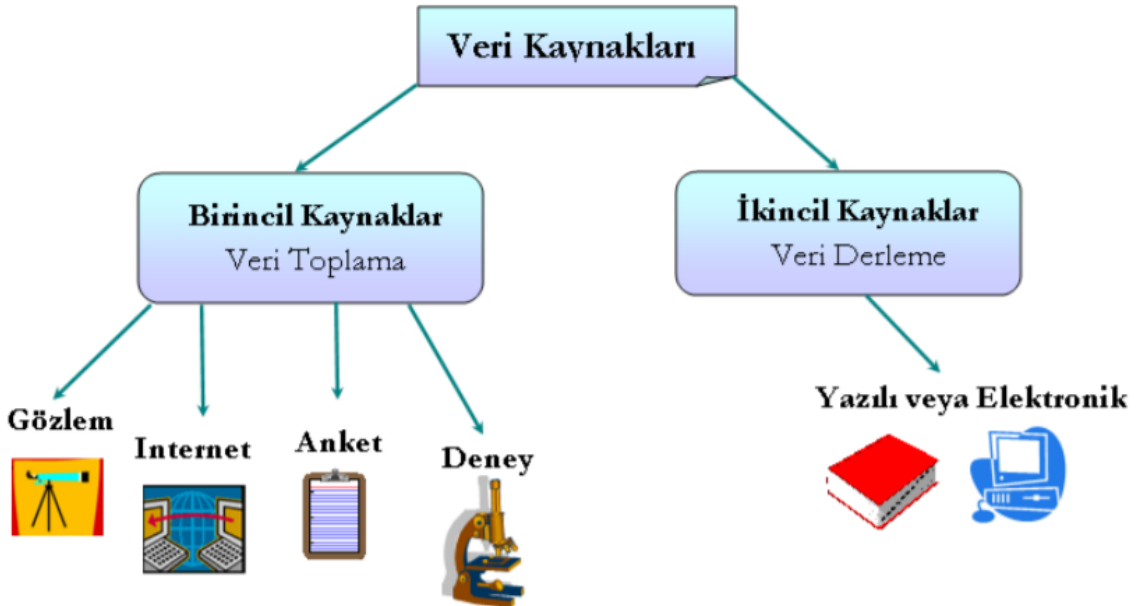 Veri Kaynakları
Birincil Kaynaklar
Veri Toplama
İkincil Kaynaklar
Veri Derleme
Gözlem
Internet
Anket
Deney
Yazılı veya Elektronik